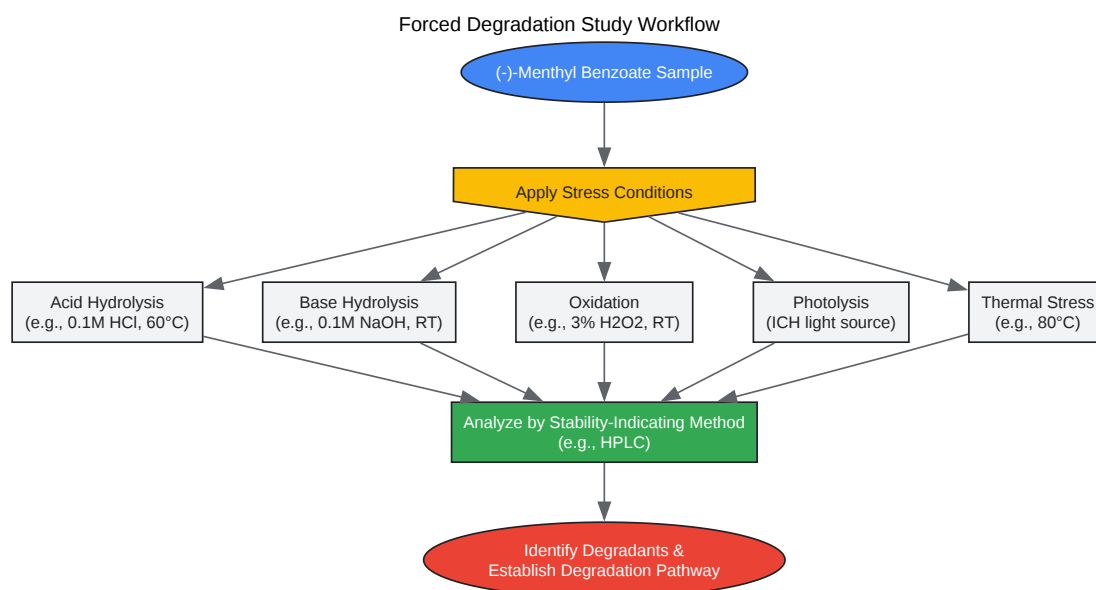 Forced Degradation Study Workflow
(-)-Menthyl Benzoate Sample
Apply Stress Conditions
Acid Hydrolysis
(e.g., 0.1M HCl, 60°C)
Base Hydrolysis
(e.g., 0.1M NaOH, RT)
Oxidation
(e.g., 3% H2O2, RT)
Photolysis
(ICH light source)
Thermal Stress
(e.g., 80°C)
Analyze by Stability-Indicating Method
(e.g., HPLC)
Identify Degradants &
Establish Degradation Pathway